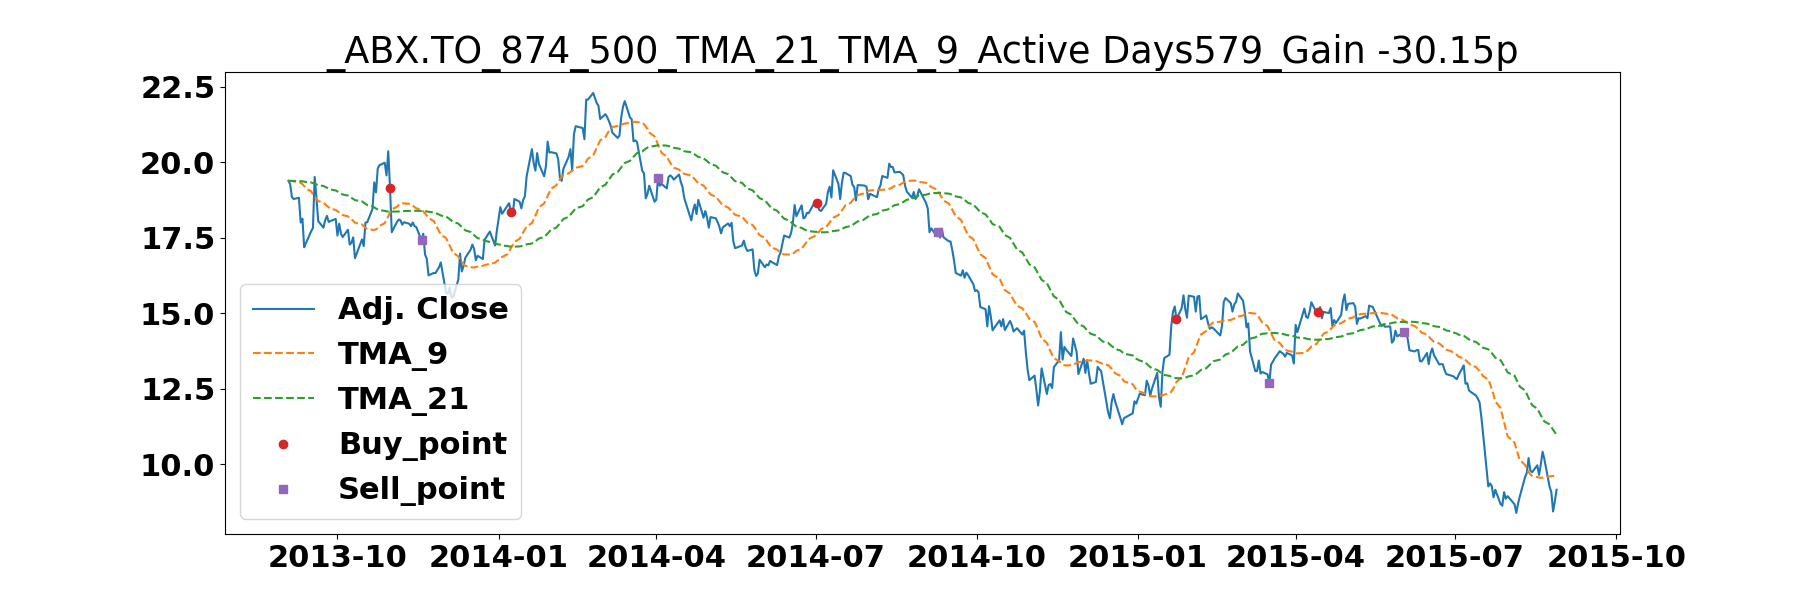 _ABX.TO_874_500_TMA_21_TMA_9_Active Days579_Gain -30.15p
22.5
20.0
17.5
15.0
12.5
10.0
Adj. Close
TMA_9
TMA_21
Buy_point
Sell_point
2013-10 2014-01 2014-04 2014-07 2014-10 2015-01 2015-04 2015-07 2015-10